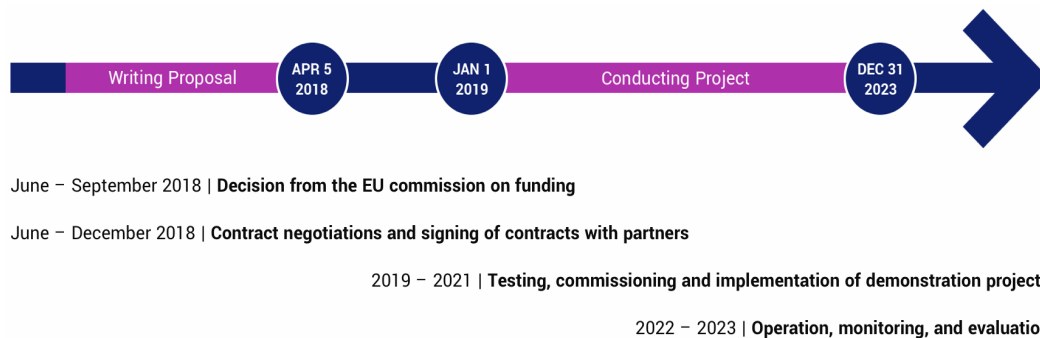 Writing Proposal
APR 5
2018
JAN 1
2019
Conducting Project
DEC 31
2023
June – September 2018 | Decision from the EU commission on funding
June – December 2018 | Contract negotiations and signing of contracts with partners
2019 – 2021 | Testing, commissioning and implementation of demonstration project
2022 – 2023 | Operation, monitoring, and evaluatio